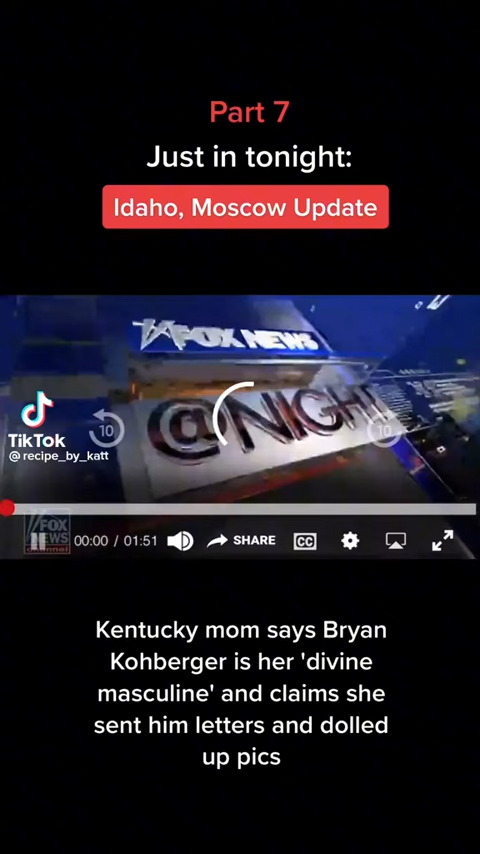 Part 7
Just in tonight:
Idaho, Moscow Update
FOX NEWS
@NIGHT
10
10
TikTok
@recipe_by_katt
FOX
NEWS
channel
00:00 / 01:51
SHARE
CC
Kentucky mom says Bryan
Kohberger is her 'divine
masculine' and claims she
sent him letters and dolled
up pics